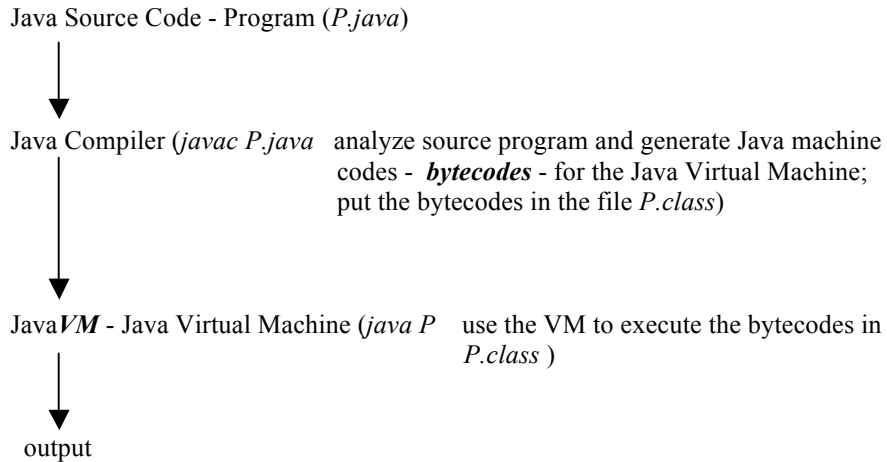 Java Source Code - Program (P.java)
Java Compiler (javac P.java analyze source program and generate Java machine
codes - bytecodes - for the Java Virtual Machine;
put the bytecodes in the file P.class)
JavaVM - Java Virtual Machine (java P use the VM to execute the bytecodes in
P.class )
output